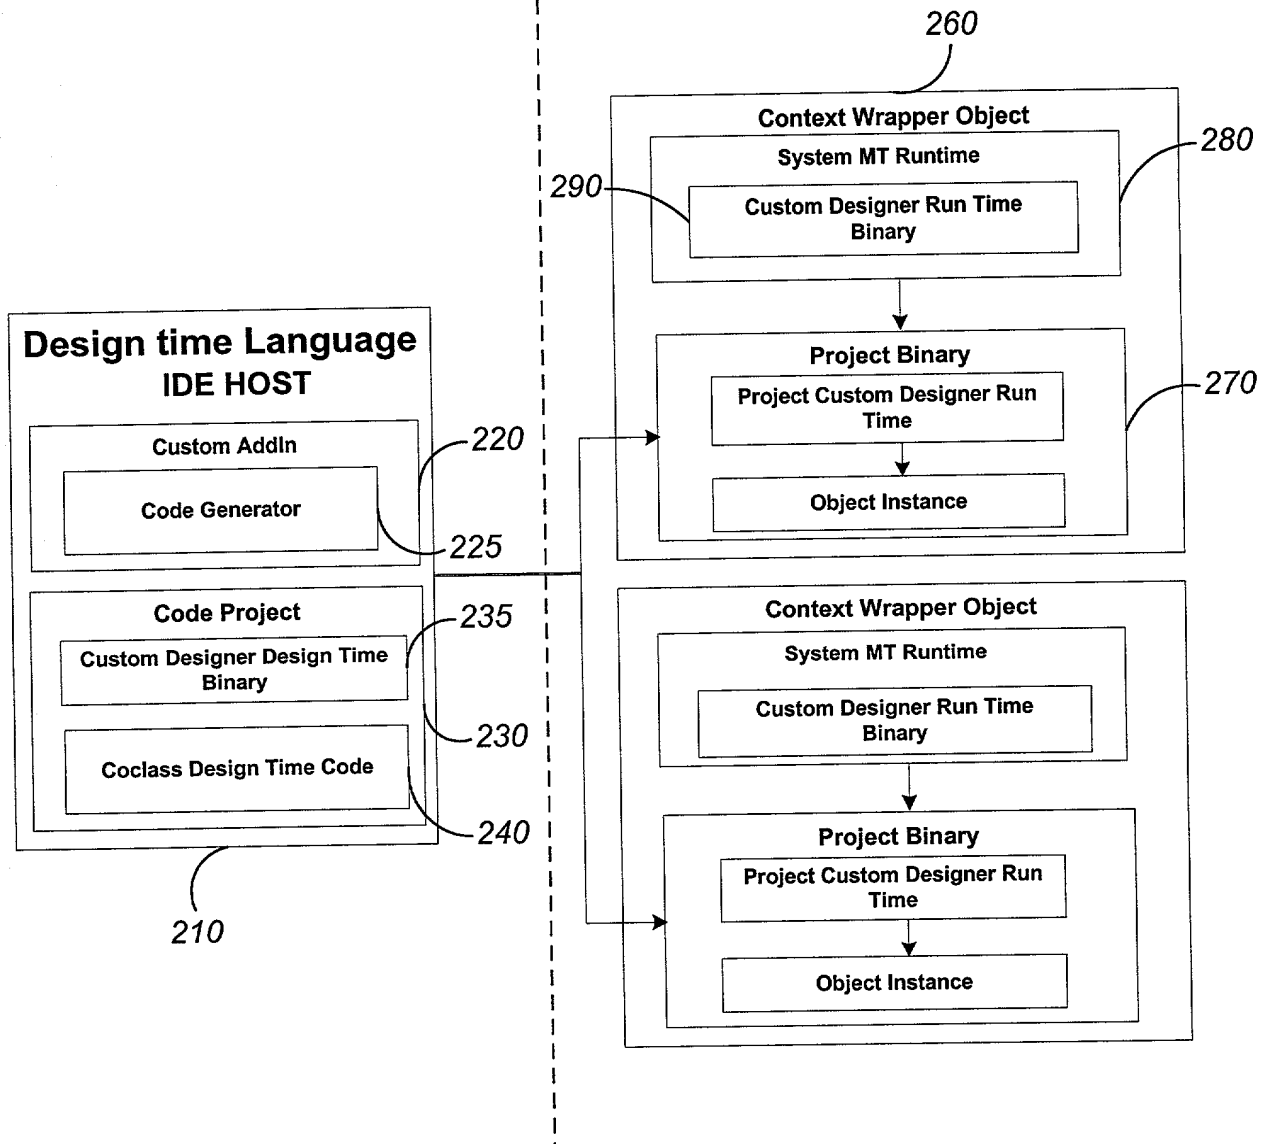 260
Context Wrapper Object
System MT Runtime
280
290
Custom Designer Run Time
Binary
Design time Language
IDE HOST
Project Binary
270
Project Custom Designer Run
Time
Custom AddIn
220
Code Generator
Object Instance
225
Code Project
235
Custom Designer Design Time
Binary
230
Coclass Design Time Code
240
210
Context Wrapper Object
System MT Runtime
Custom Designer Run Time
Binary
Project Binary
Project Custom Designer Run
Time
Object Instance